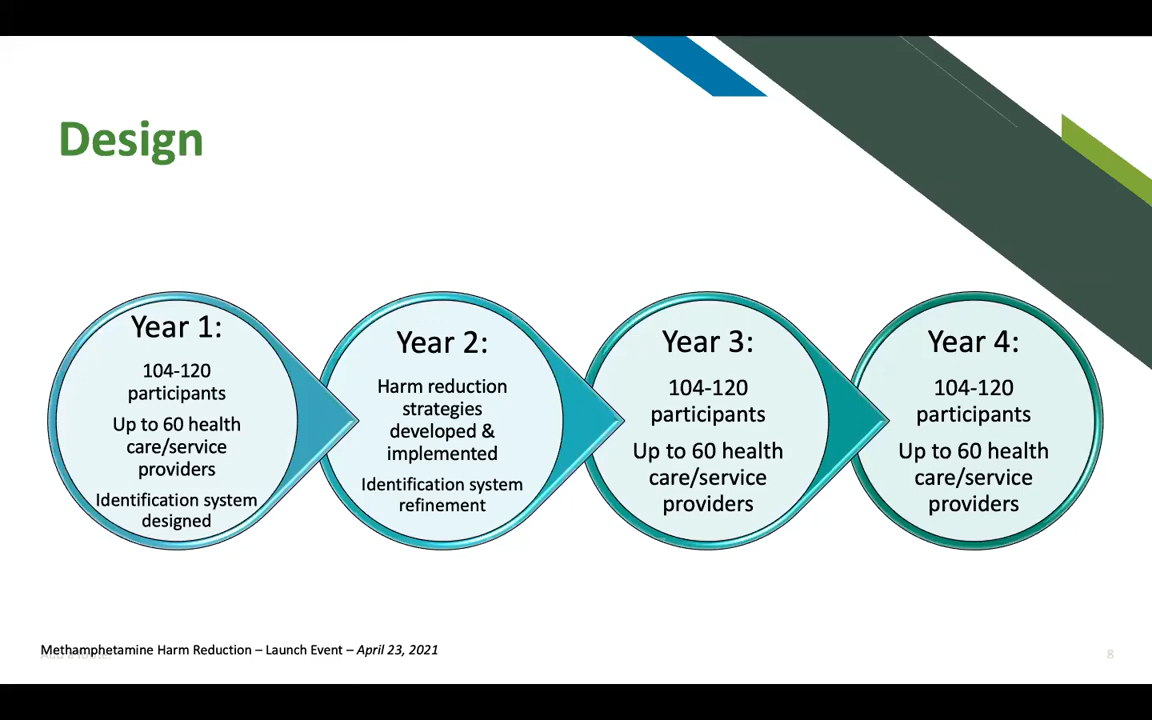 Design
Year 1:
104-120
participants
Up to 60 health
care/service
providers
Identification system
designed
Year 2:
Harm reduction
strategies
developed &
implemented
Identification system
refinement
Year 3:
104-120
participants
Up to 60 health
care/service
providers
Year 4:
104-120
participants
Up to 60 health
care/service
providers
Methamphetamine Harm Reduction – Launch Event – April 23, 2021
8